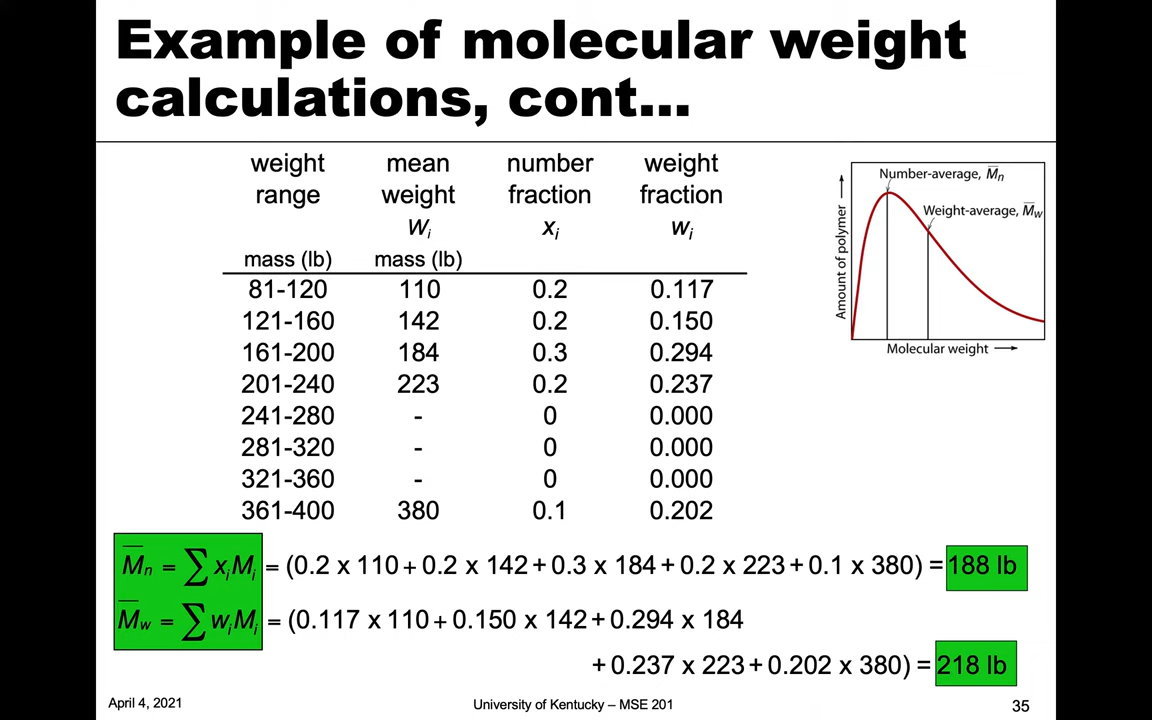 Example of molecular weight
calculations, cont...
weight mean number weight
range weight fraction fraction
Wᵢ xᵢ wᵢ
mass (lb) mass (lb)
81-120 110 0.2 0.117
121-160 142 0.2 0.150
161-200 184 0.3 0.294
201-240 223 0.2 0.237
241-280 - 0 0.000
281-320 - 0 0.000
321-360 - 0 0.000
361-400 380 0.1 0.202
Number-average, M̅ₙ
Weight-average, M̅w
Amount of polymer →
Molecular weight →
M̅ₙ = ∑ xᵢMᵢ = (0.2 x 110 + 0.2 x 142 + 0.3 x 184 + 0.2 x 223 + 0.1 x 380) = 188 lb
M̅w = ∑ wᵢMᵢ = (0.117 x 110 + 0.150 x 142 + 0.294 x 184
+ 0.237 x 223 + 0.202 x 380) = 218 lb
April 4, 2021 University of Kentucky – MSE 201 35